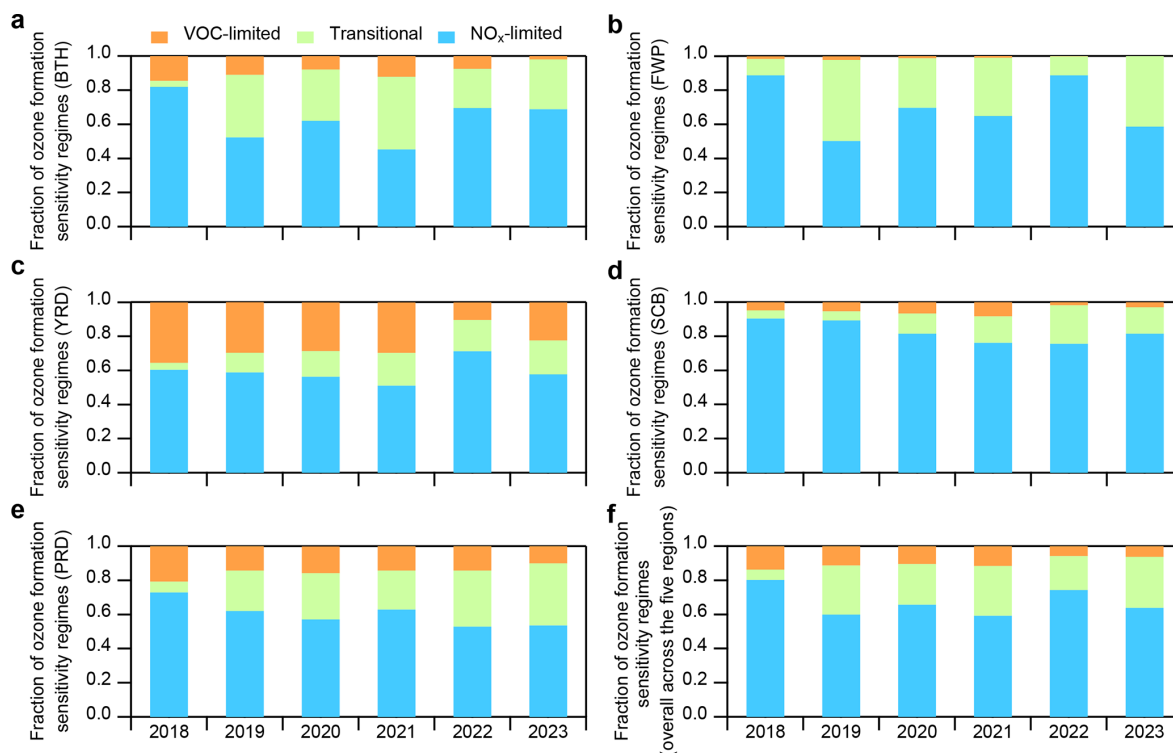 a
VOC-limited Transitional NOx-limited
Fraction of ozone formation
sensitivity regimes (BTH)
1.0
0.8
0.6
0.4
0.2
0.0
b
Fraction of ozone formation
sensitivity regimes (FWP)
1.0
0.8
0.6
0.4
0.2
0.0
c
Fraction of ozone formation
sensitivity regimes (YRD)
1.0
0.8
0.6
0.4
0.2
0.0
d
Fraction of ozone formation
sensitivity regimes (SCB)
1.0
0.8
0.6
0.4
0.2
0.0
e
Fraction of ozone formation
sensitivity regimes (PRD)
1.0
0.8
0.6
0.4
0.2
0.0
2018 2019 2020 2021 2022 2023
f
Fraction of ozone formation
sensitivity regimes
(overall across the five regions)
1.0
0.8
0.6
0.4
0.2
0.0
2018 2019 2020 2021 2022 2023